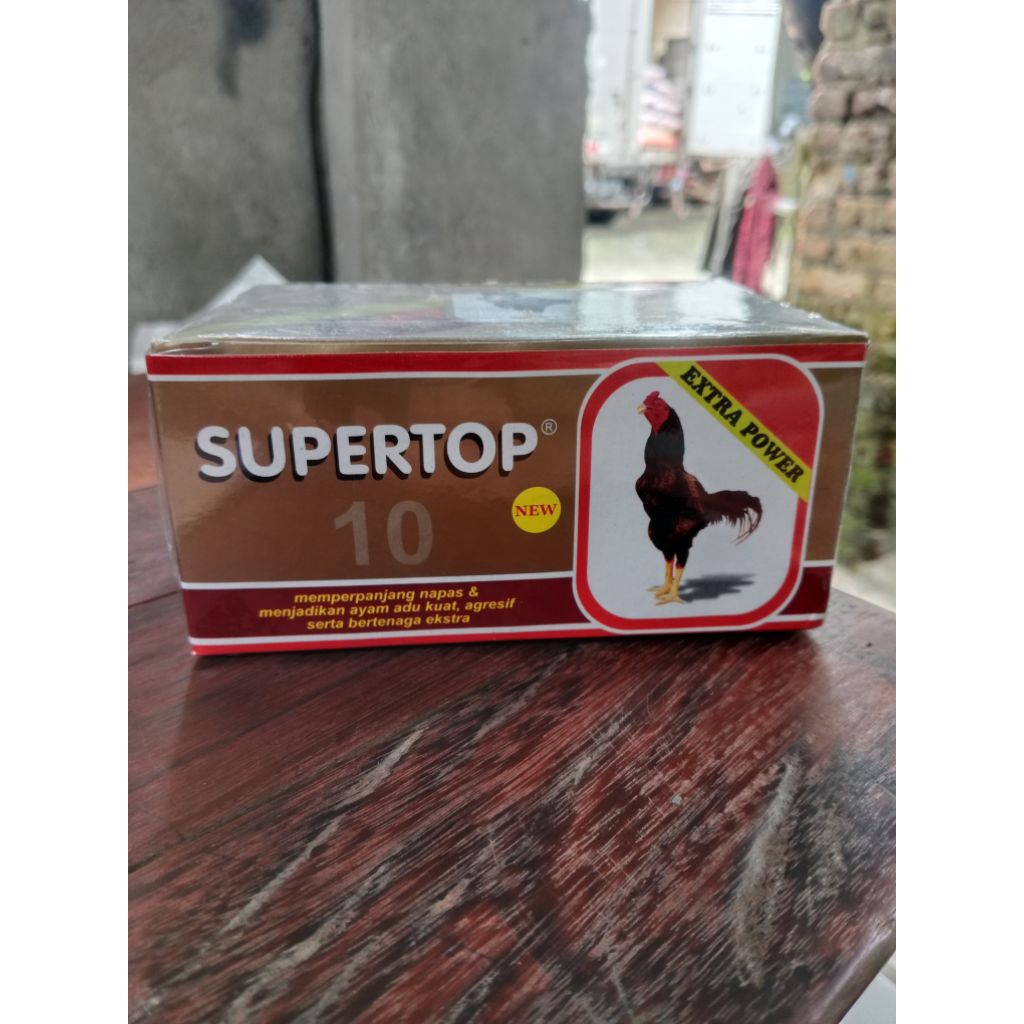 SUPERTOP®
10
NEW
memperpanjang napas &
menjadikan ayam adu kuat, agresif
serta bertenaga ekstra
EXTRA POWER